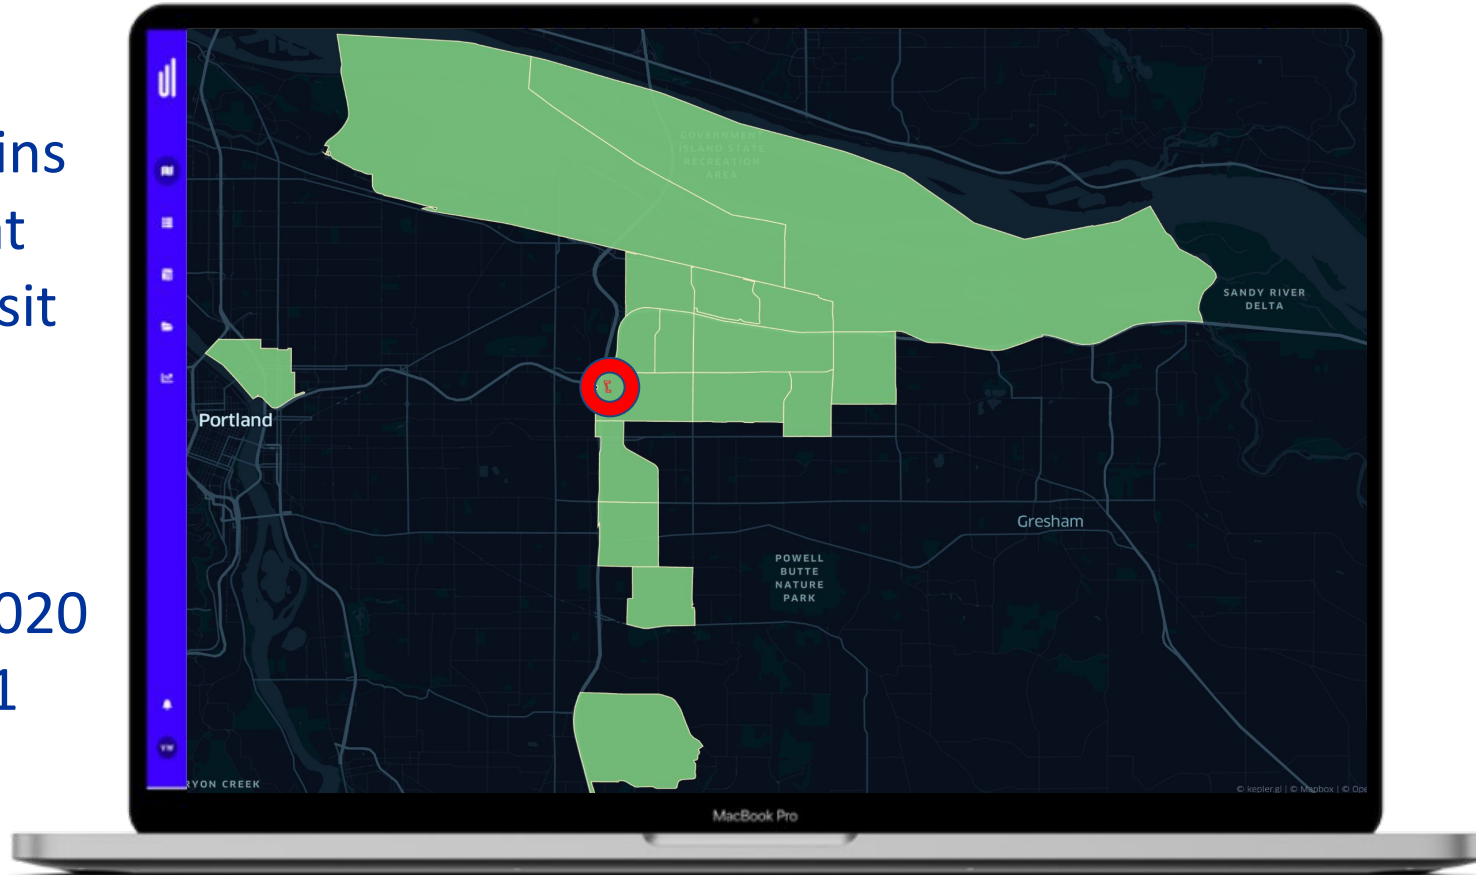 ins
nt
sit
020
1
GOVERNMENT
ISLAND STATE
RECREATION
AREA
SANDY RIVER
DELTA
Portland
Gresham
POWELL
BUTTE
NATURE
PARK
RYON CREEK
© kepler.gl | © Mapbox | © Ope
MacBook Pro